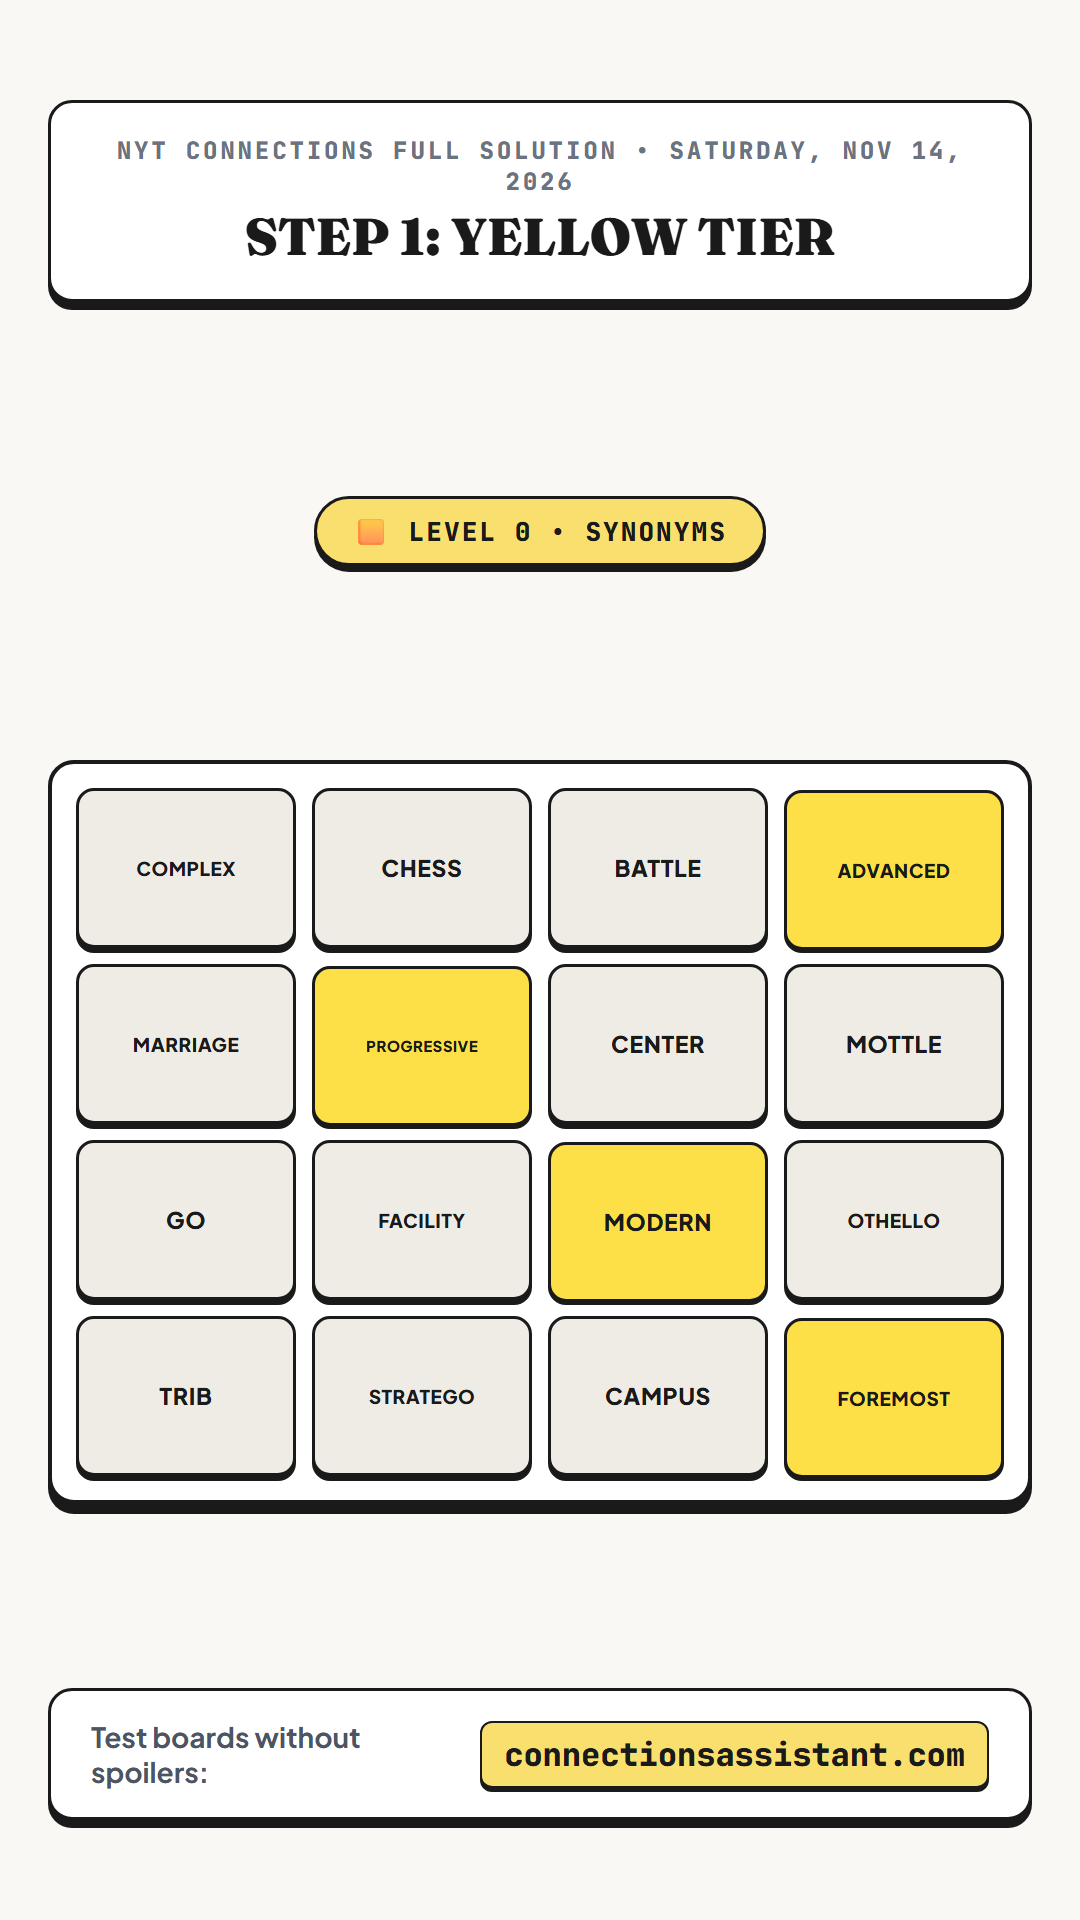 NYT CONNECTIONS FULL SOLUTION • SATURDAY, NOV 14,
2026
STEP 1: YELLOW TIER
LEVEL 0 • SYNONYMS
COMPLEX CHESS BATTLE ADVANCED
MARRIAGE PROGRESSIVE CENTER MOTTLE
GO FACILITY MODERN OTHELLO
TRIB STRATEGO CAMPUS FOREMOST
Test boards without
spoilers:
connectionsassistant.com